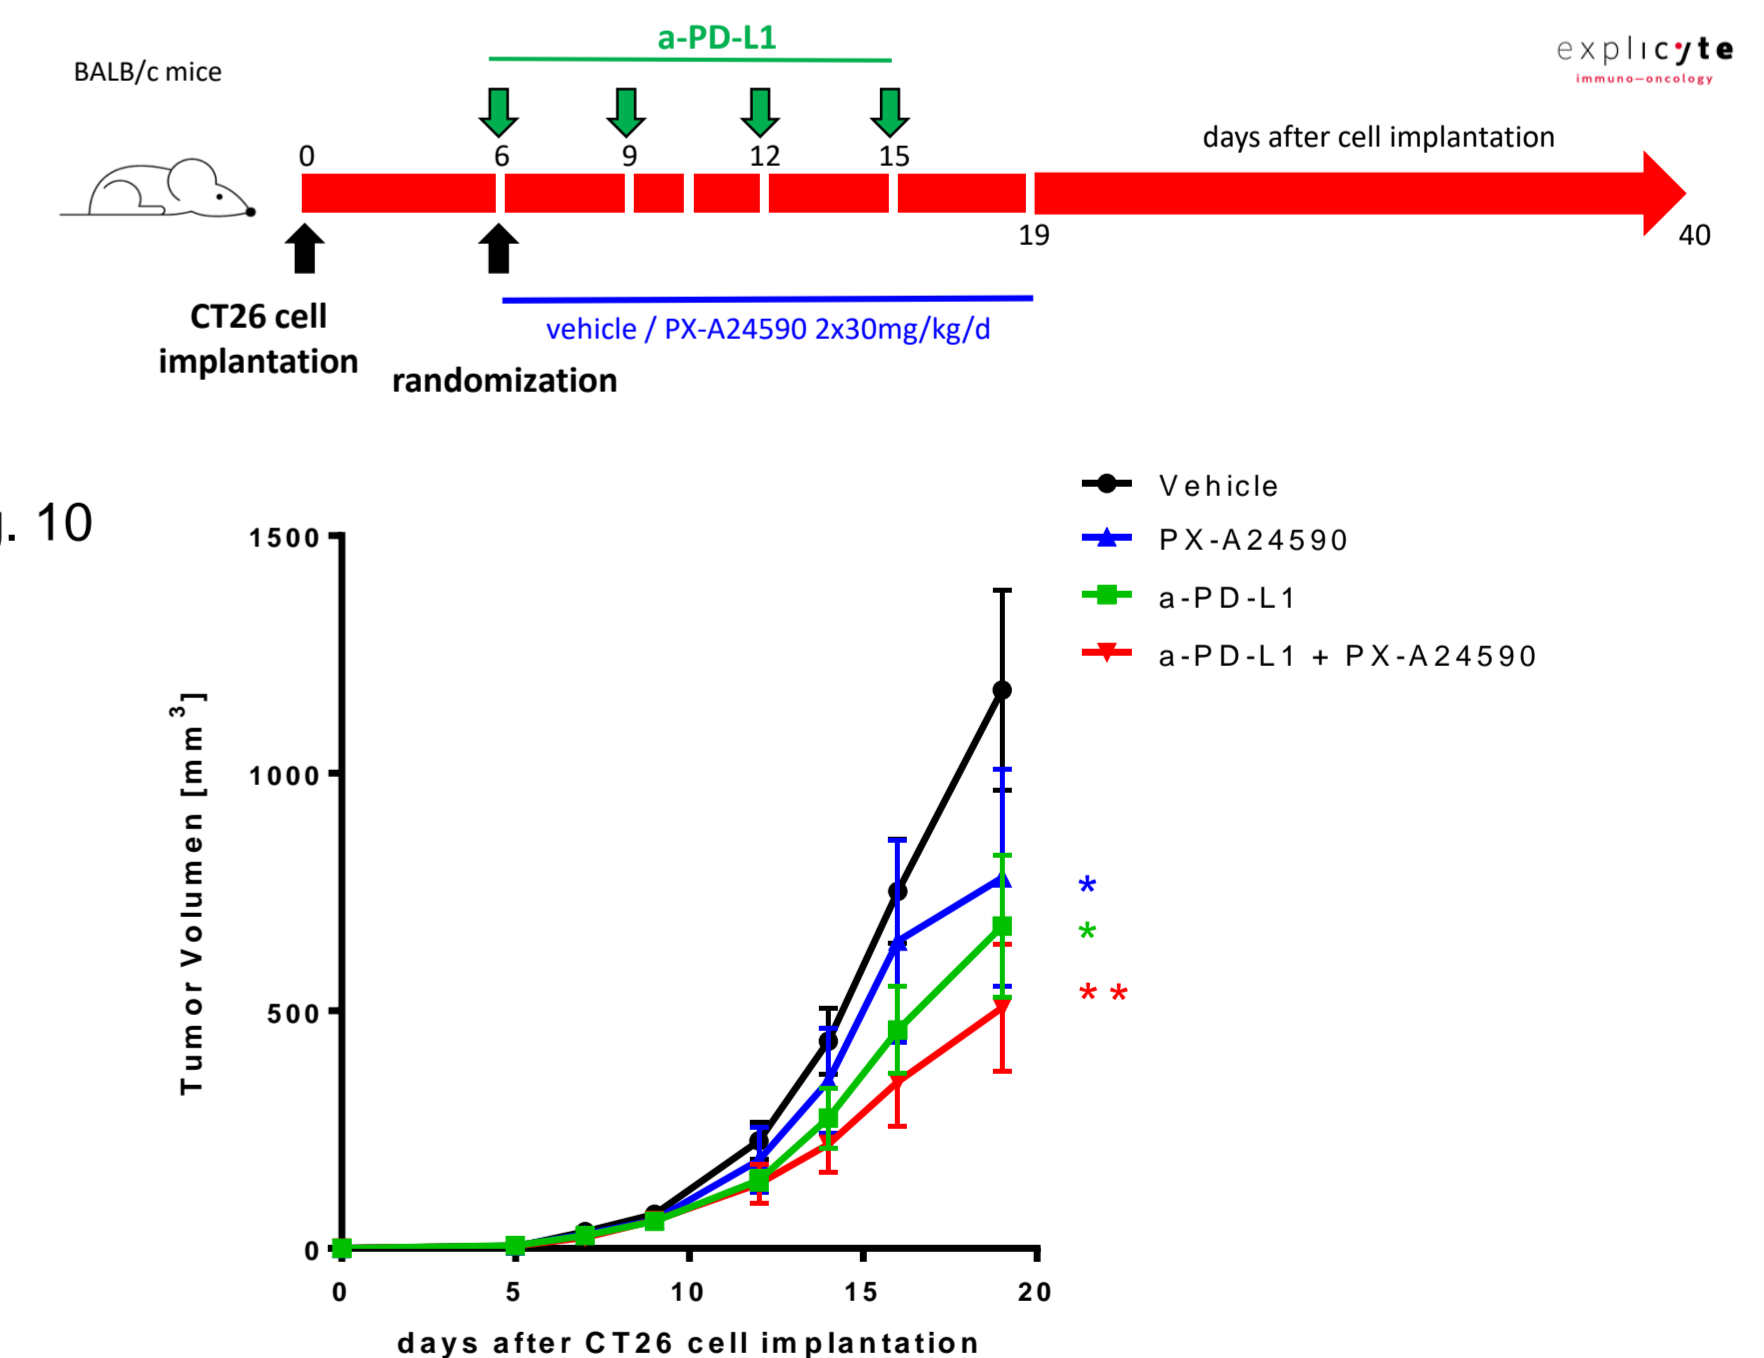 a-PD-L1
BALB/c mice
explicyte
immuno–oncology
days after cell implantation
0 6 9 12 15
19
40
CT26 cell
implantation
vehicle / PX-A24590 2x30mg/kg/d
randomization
. 10
Vehicle
PX-A24590
a-PD-L1
a-PD-L1 + PX-A24590
Tumor Volumen [mm³]
1500
1000
500
0
*
*
**
0 5 10 15 20
days after CT26 cell implantation